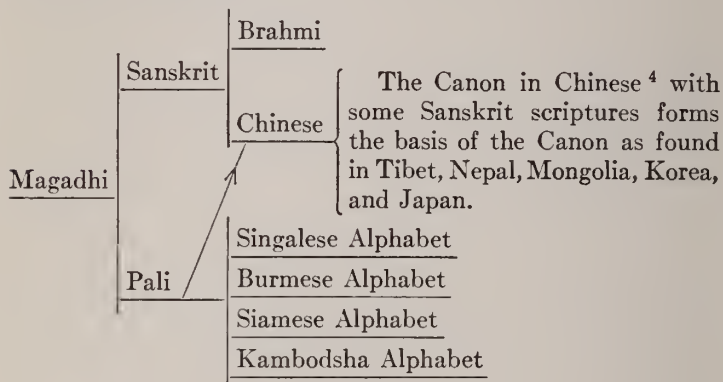 Brahmi
Sanskrit
The Canon in Chinese 4 with
some Sanskrit scriptures forms
Chinese
the basis of the Canon as found
in Tibet, Nepal, Mongolia, Korea,
Magadhi
and Japan.
Singalese Alphabet
Pali
Burmese Alphabet
Siamese Alphabet
Kambodsha Alphabet